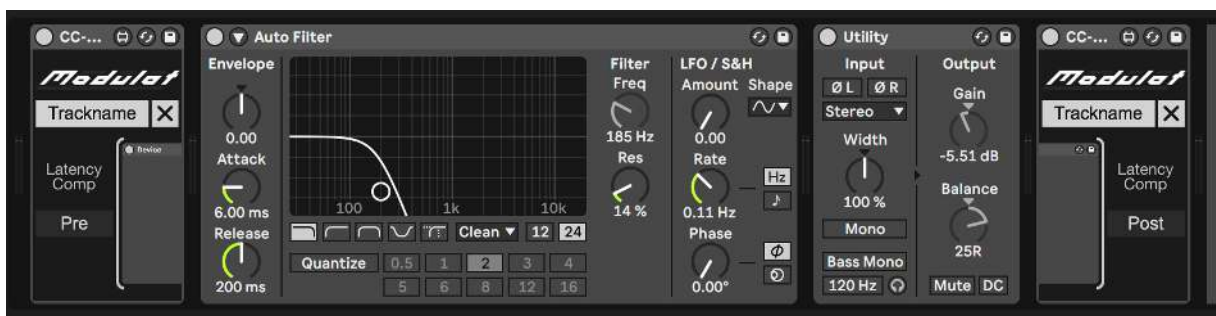 CC-...
Modulat
Trackname X
Device
Latency
Comp
Pre
Auto Filter
Envelope
0.00
Attack
6.00 ms
Release
200 ms
100 1k 10k
Clean 12 24
Quantize 0.5 1 2 3 4
5 6 8 12 16
Filter
Freq
185 Hz
Res
14 %
LFO / S&H
Amount Shape
0.00
Rate
Hz
0.11 Hz
Phase
0.00°
Utility
Input
Ø L Ø R
Stereo
Width
100 %
Mono
Bass Mono
120 Hz
Output
Gain
-5.51 dB
Balance
25R
Mute DC
CC-...
Modulat
Trackname X
Latency
Comp
Post